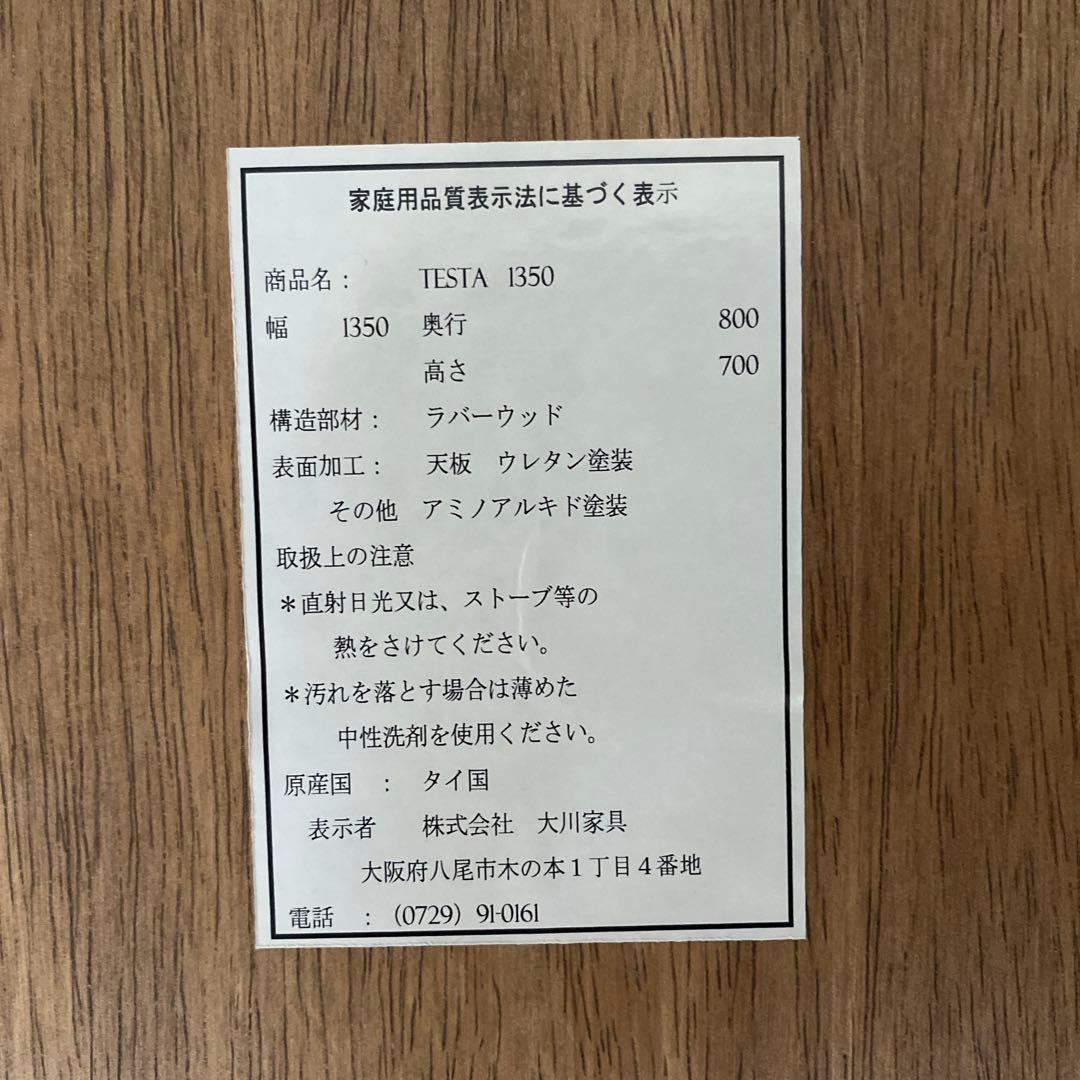 家庭用品質表示法に基づく表示
商品名： TESTA 1350
幅 1350 奥行 800
高さ 700
構造部材： ラバーウッド
表面加工： 天板 ウレタン塗装
その他 アミノアルキド塗装
取扱上の注意
＊直射日光又は、ストーブ等の
熱をさけてください。
＊汚れを落とす場合は薄めた
中性洗剤を使用ください。
原産国 ： タイ国
表示者 株式会社 大川家具
大阪府八尾市木の本１丁目４番地
電話 ：（0729）91-0161